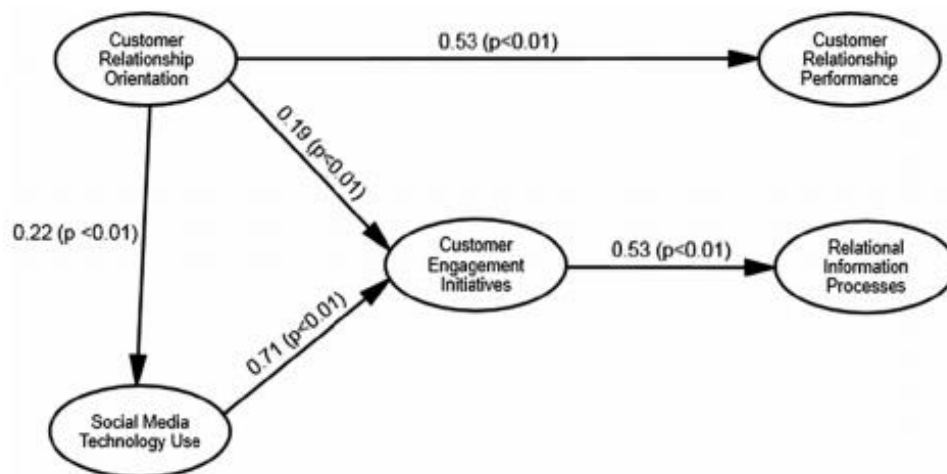 Customer
Relationship
Orientation
0.53 (p<0.01)
Customer
Relationship
Performance
0.19 (p<0.01)
0.22 (p <0.01)
Customer
Engagement
Initiatives
0.53 (p<0.01)
Relational
Information
Processes
0.71 (p<0.01)
Social Media
Technology Use